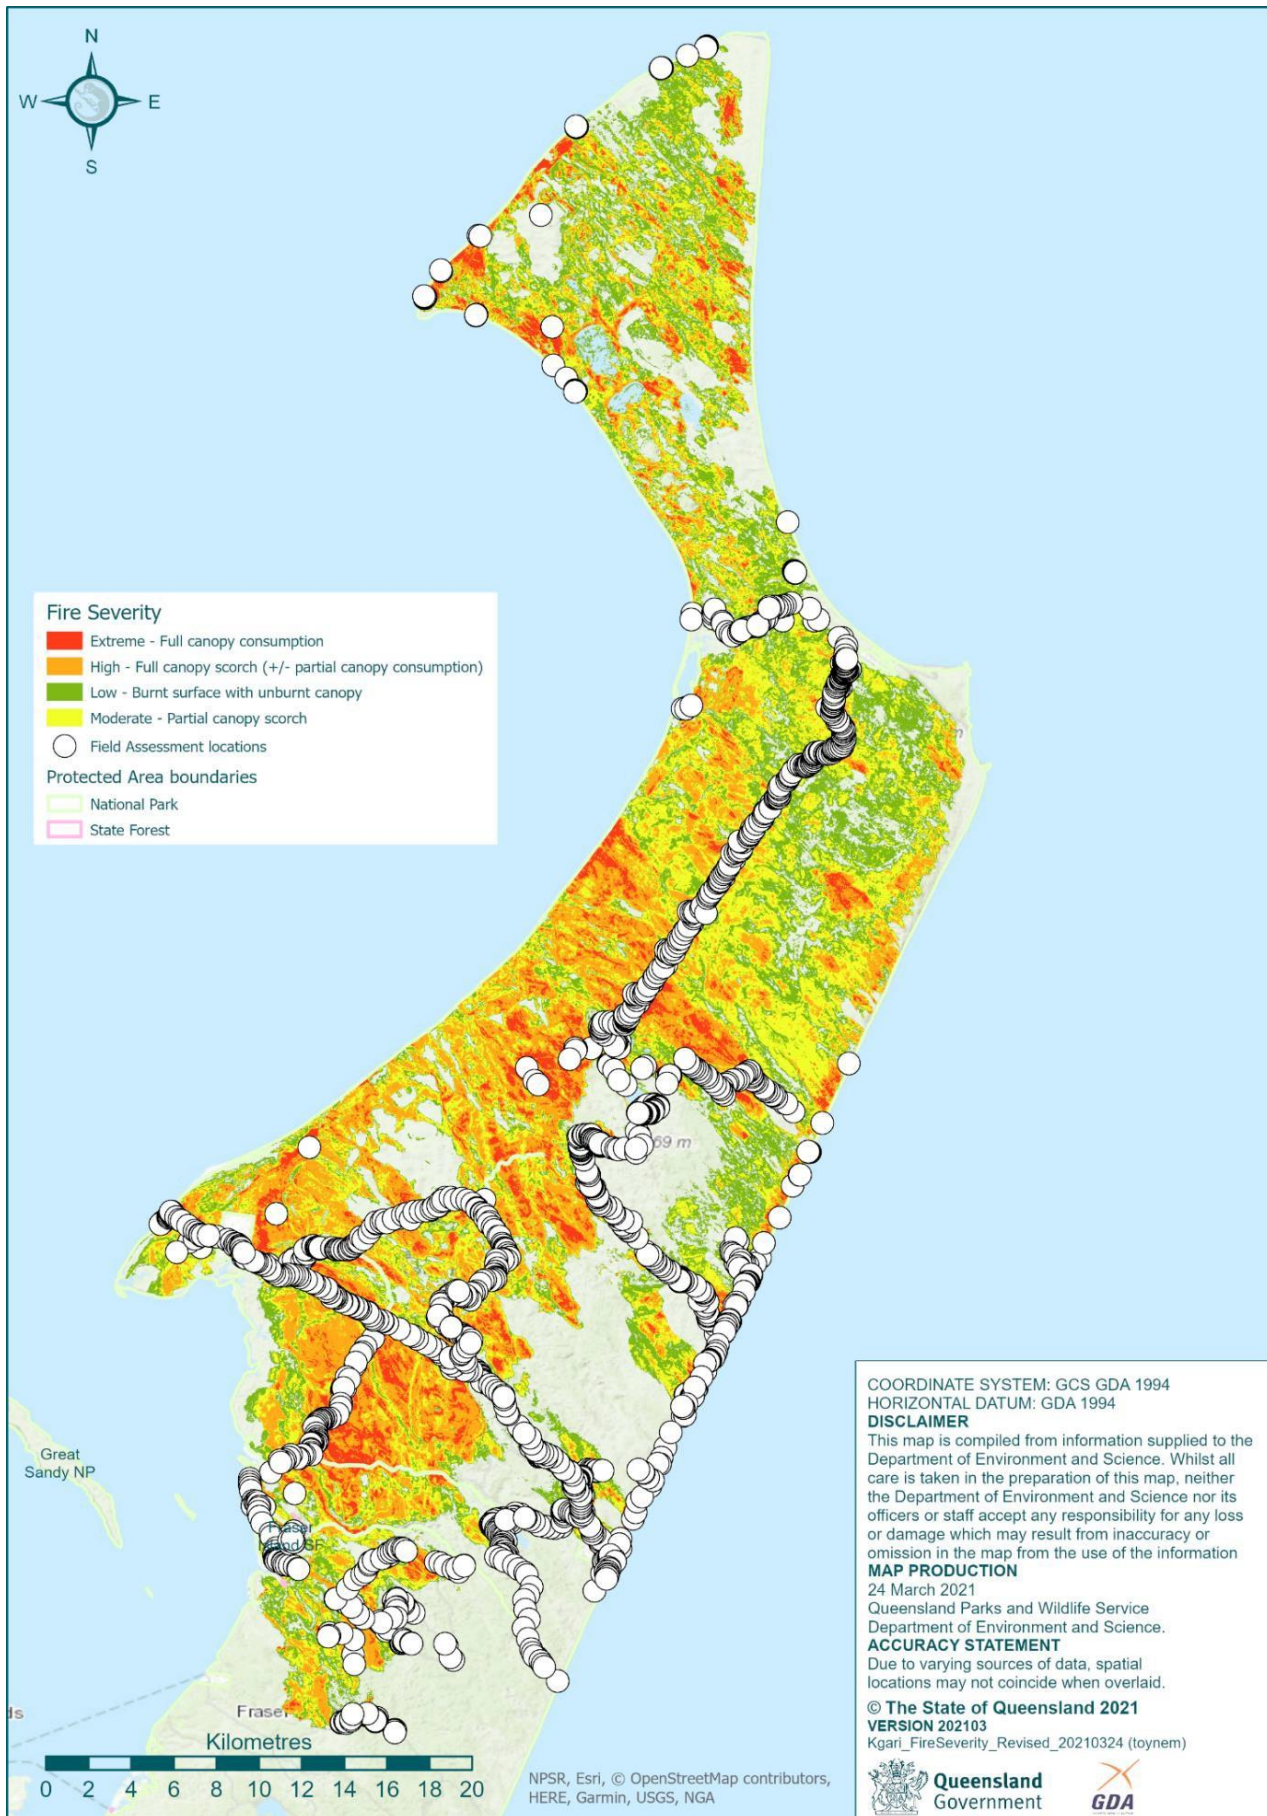 N
W
E
S
Fire Severity
Extreme - Full canopy consumption
High - Full canopy scorch (+/- partial canopy consumption)
Low - Burnt surface with unburnt canopy
Moderate - Partial canopy scorch
Field Assessment locations
Protected Area boundaries
National Park
State Forest
m
69 m
Great
Sandy NP
Fraser
Island SF
Fraser
ds
Kilometres
0 2 4 6 8 10 12 14 16 18 20
NPSR, Esri, © OpenStreetMap contributors,
HERE, Garmin, USGS, NGA
COORDINATE SYSTEM: GCS GDA 1994
HORIZONTAL DATUM: GDA 1994
DISCLAIMER
This map is compiled from information supplied to the
Department of Environment and Science. Whilst all
care is taken in the preparation of this map, neither
the Department of Environment and Science nor its
officers or staff accept any responsibility for any loss
or damage which may result from inaccuracy or
omission in the map from the use of the information
MAP PRODUCTION
24 March 2021
Queensland Parks and Wildlife Service
Department of Environment and Science.
ACCURACY STATEMENT
Due to varying sources of data, spatial
locations may not coincide when overlaid.
© The State of Queensland 2021
VERSION 202103
Kgari_FireSeverity_Revised_20210324 (toynem)
Queensland
Government
GDA